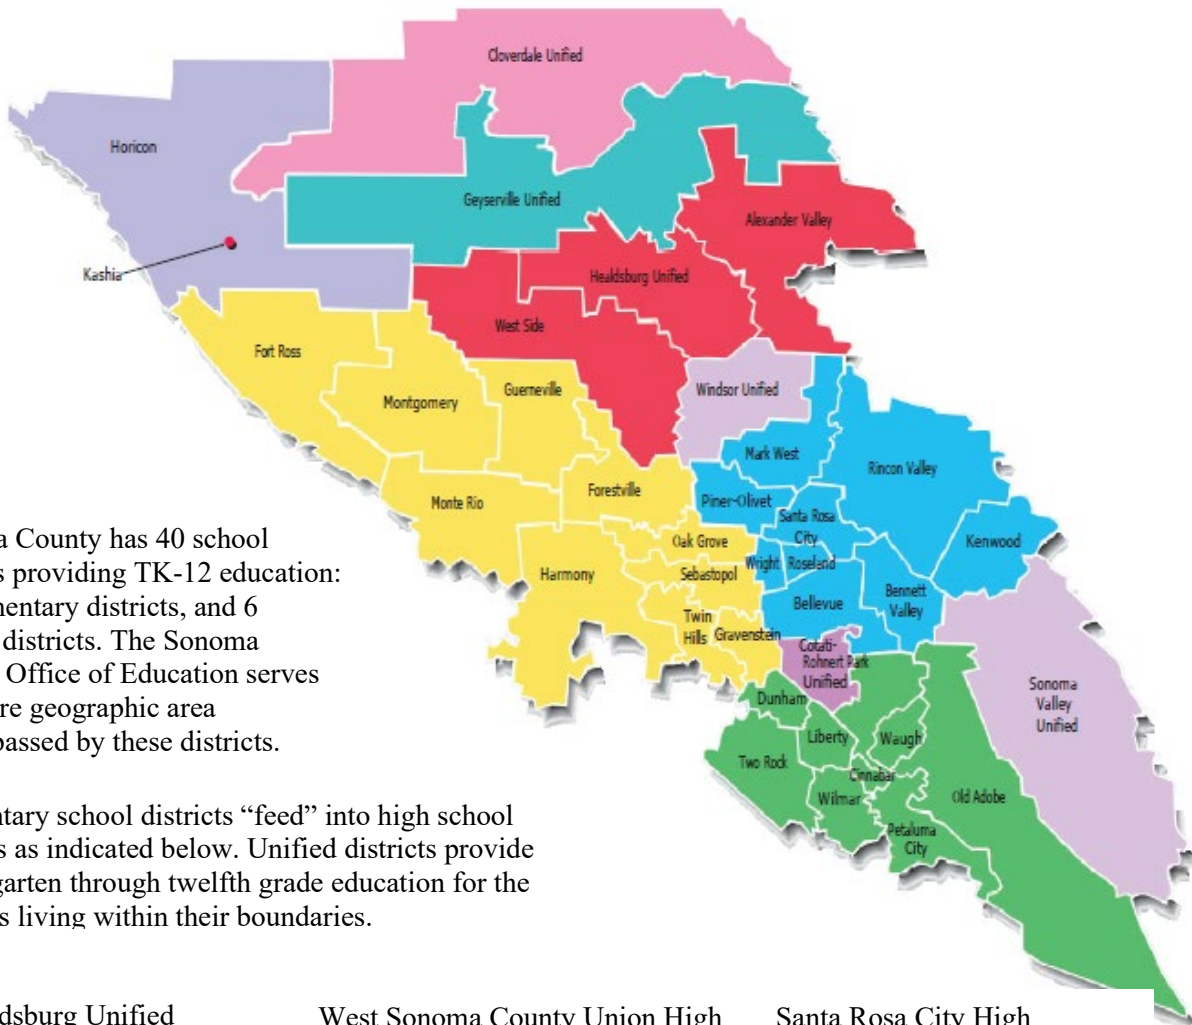 Cloverdale Unified
Horicon
Geyserville Unified
Alexander Valley
Kashia
Healdsburg Unified
West Side
Fort Ross
Guerneville
Windsor Unified
Montgomery
Mark West
Rincon Valley
Forestville
Monte Rio
Piner-Olivet
Santa Rosa
City
Oak Grove
Kenwood
Wright
Roseland
Harmony
Sebastopol
Bennett
Valley
Bellevue
Twin
Hills
Gravenstein
Cotati-
Rohnert Park
Unified
Sonoma
Valley
Unified
Dunham
Liberty
Waugh
Two Rock
Cinnabar
Wilmar
Old Adobe
Petaluma
City
a County has 40 school
s providing TK-12 education:
mentary districts, and 6
districts. The Sonoma
Office of Education serves
re geographic area
passed by these districts.
ntary school districts “feed” into high school
s as indicated below. Unified districts provide
garten through twelfth grade education for the
s living within their boundaries.
ldsburg Unified
West Sonoma County Union High
Santa Rosa City High